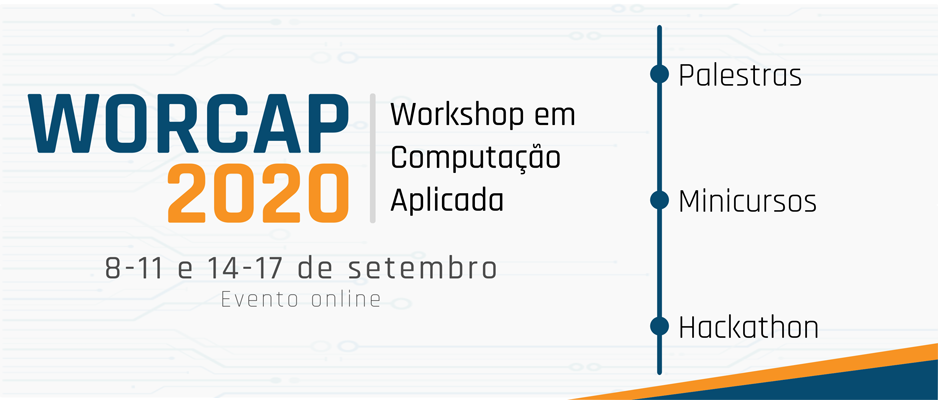 WORCAP
2020
Workshop em
Computação
Aplicada
8-11 e 14-17 de setembro
Evento online
Palestras
Minicursos
Hackathon